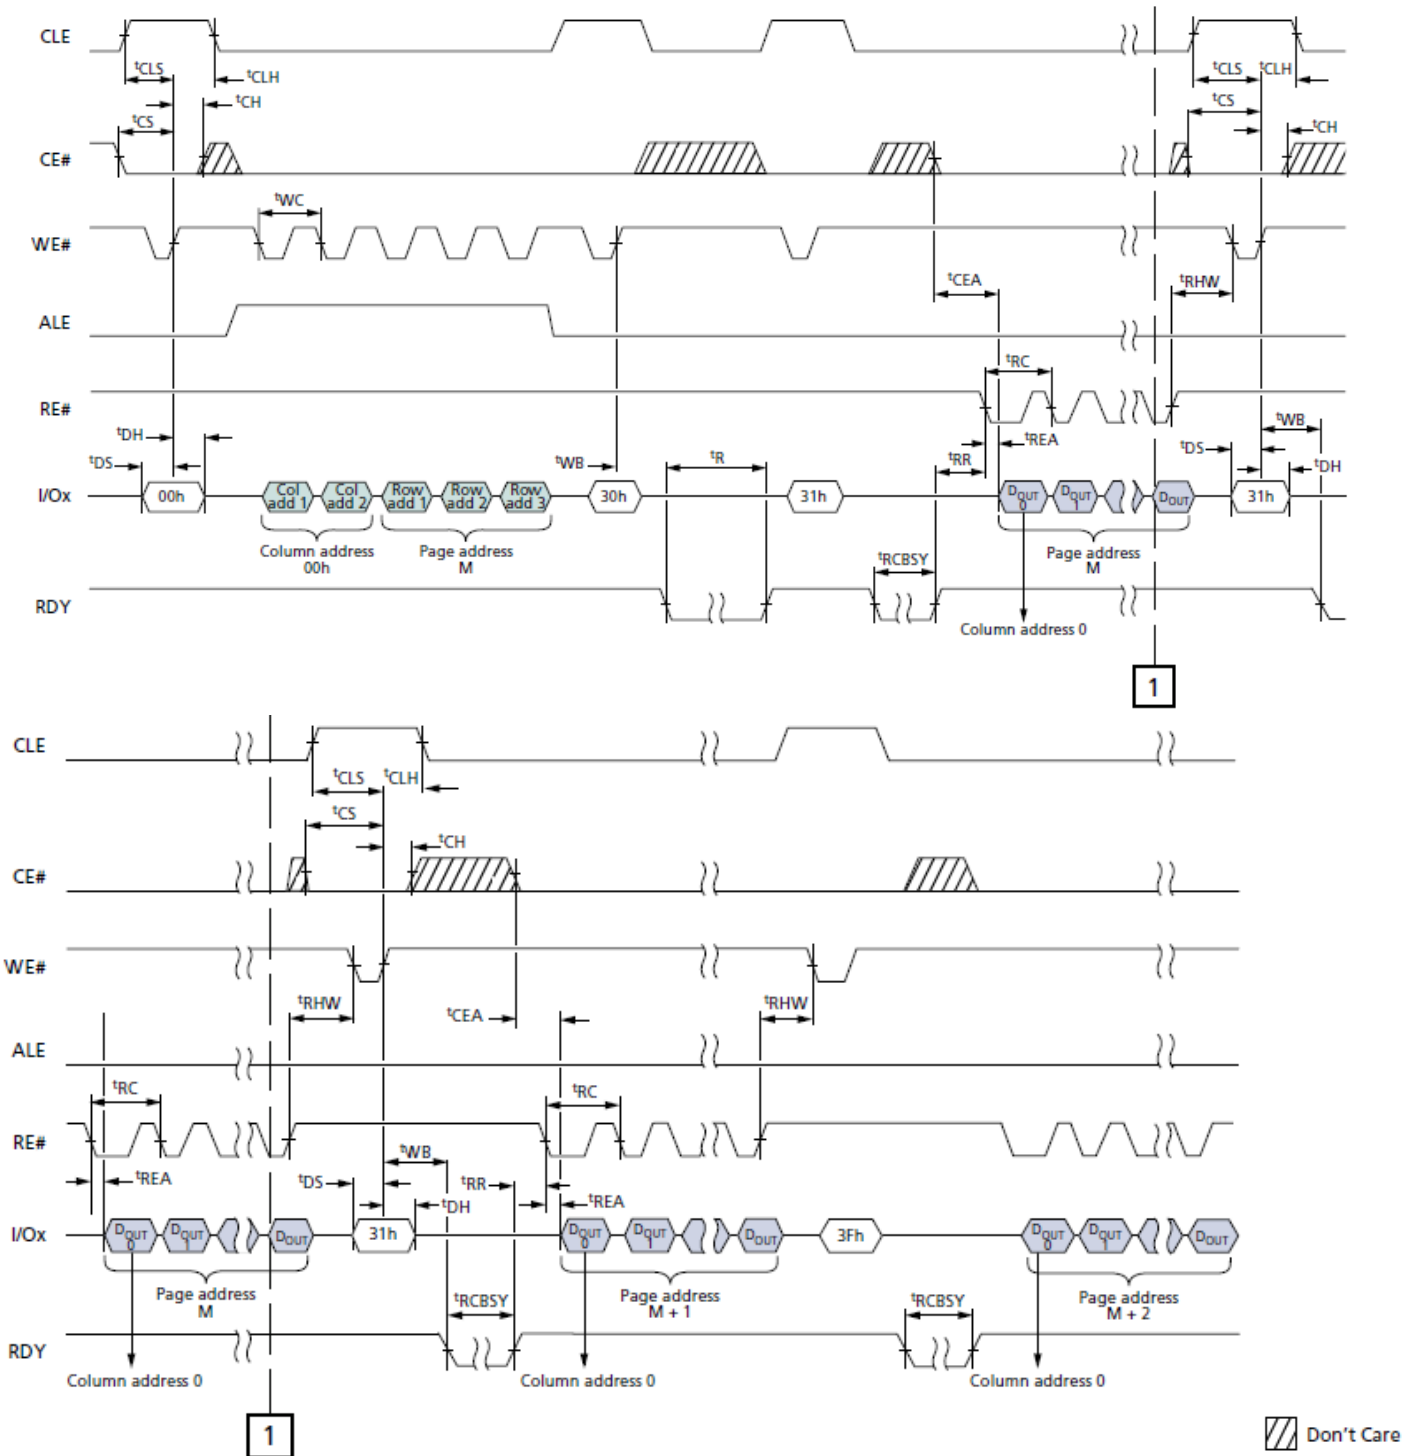 CLE
tCLS
tCLH
tCH
tCS
CE#
tWC
WE#
tCEA
tRHW
ALE
tRC
RE#
tDH
tREA
tWB
tDS
tWB
tR
tRR
tDS
tDH
I/Ox
00h
Col add 1
Col add 2
Row add 1
Row add 2
Row add 3
30h
31h
DOUT 0
DOUT 1
DOUT
31h
Column address
00h
Page address
M
tRCBSY
Page address
M
RDY
Column address 0
tCLS
tCLH
tCS
tCH
1
CLE
tCLS
tCLH
tCS
tCH
CE#
WE#
tRHW
tCEA
tRHW
ALE
tRC
tRC
RE#
tWB
tREA
tDS
tRR
tDH
tREA
I/Ox
DOUT 0
DOUT 1
DOUT
31h
DOUT 0
DOUT 1
DOUT
3Fh
DOUT 0
DOUT 1
DOUT
Page address
M
tRCBSY
Page address
M + 1
tRCBSY
Page address
M + 2
RDY
Column address 0
Column address 0
Column address 0
1
Don't Care